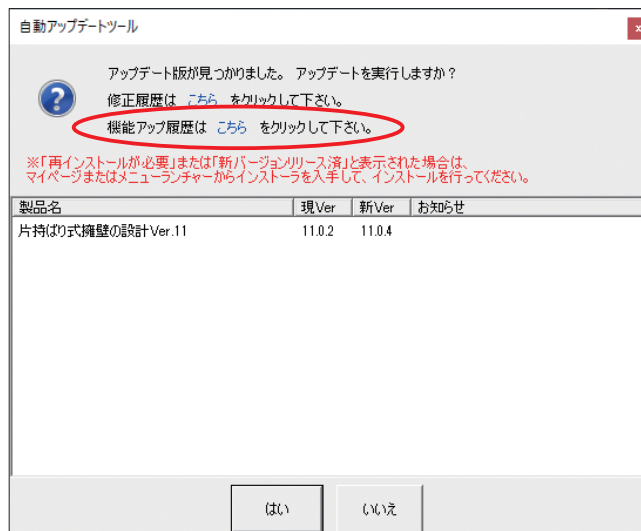 自動アップデートツール
x
アップデート版が見つかりました。 アップデートを実行しますか？
?
修正履歴は こちら をクリックして下さい。
機能アップ履歴は こちら をクリックして下さい。
※「再インストールが必要」または「新バージョンリリース済」と表示された場合は、
マイページまたはメニューランチャーからインストーラを入手して、インストールを行ってください。
製品名 現Ver 新Ver お知らせ
片持ばり式擁壁の設計Ver.11 11.0.2 11.0.4
はい いいえ